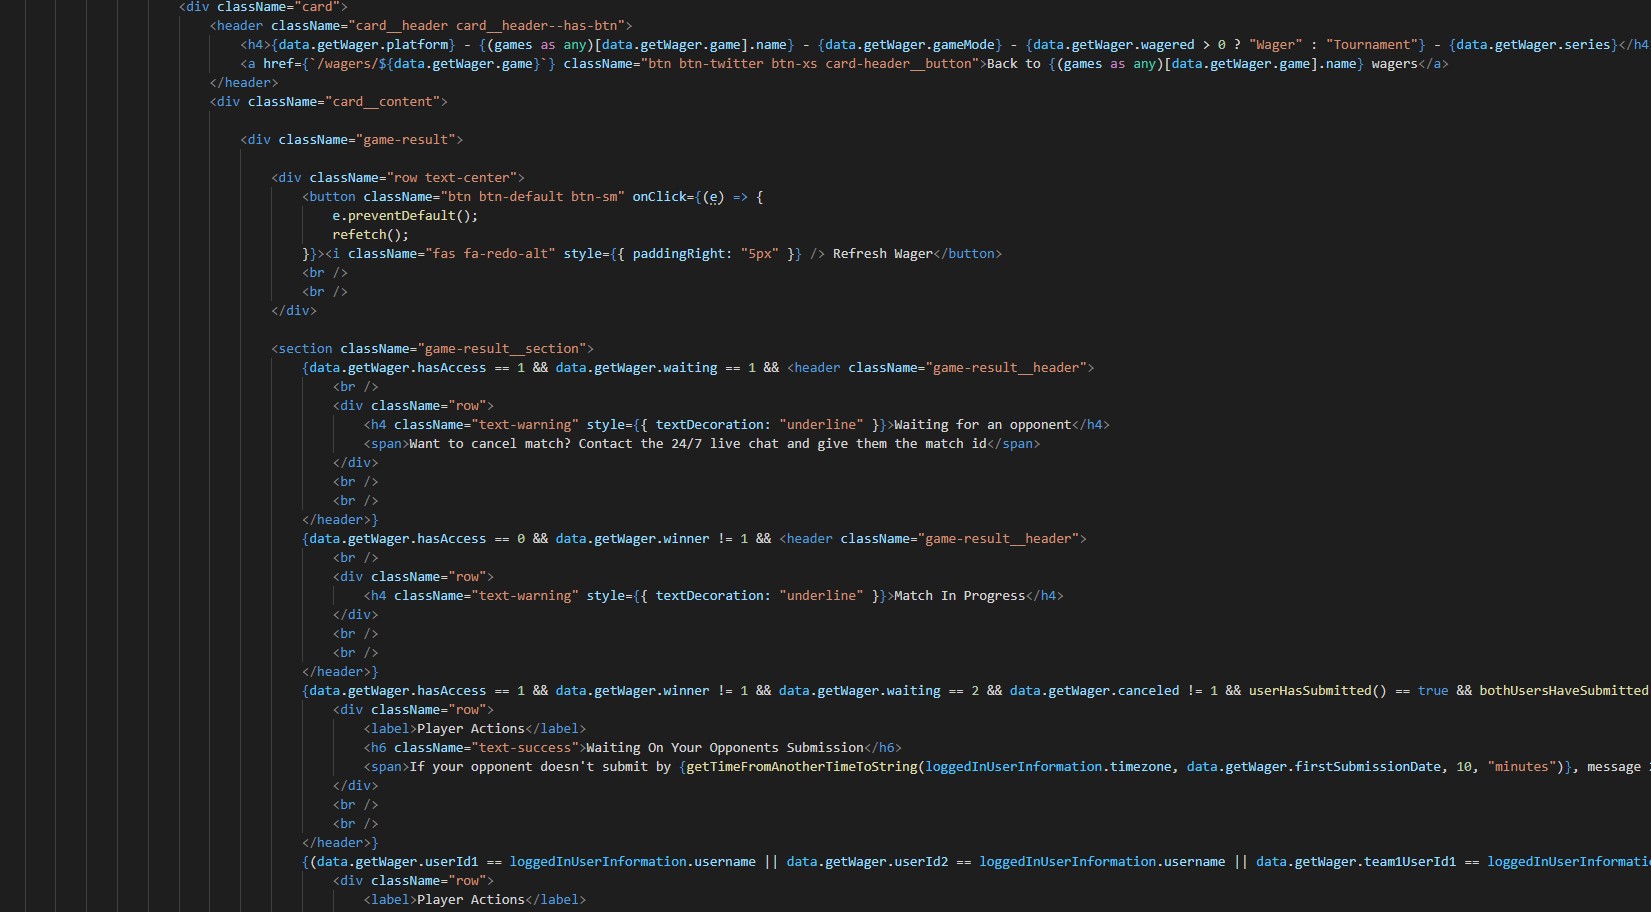 <div className="card">
<header className="card__header card__header--has-btn">
<h4>{data.getWager.platform} - {(games as any)[data.getWager.game].name} - {data.getWager.gameMode} - {data.getWager.wagered > 0 ? "Wager" : "Tournament"} - {data.getWager.series}</h4
<a href={`/wagers/${data.getWager.game}`} className="btn btn-twitter btn-xs card-header__button">Back to {(games as any)[data.getWager.game].name} wagers</a>
</header>
<div className="card__content">
<div className="game-result">
<div className="row text-center">
<button className="btn btn-default btn-sm" onClick={(e) => {
e.preventDefault();
refetch();
}}><i className="fas fa-redo-alt" style={{ paddingRight: "5px" }} /> Refresh Wager</button>
<br />
<br />
</div>
<section className="game-result__section">
{data.getWager.hasAccess == 1 && data.getWager.waiting == 1 && <header className="game-result__header">
<br />
<div className="row">
<h4 className="text-warning" style={{ textDecoration: "underline" }}>Waiting for an opponent</h4>
<span>Want to cancel match? Contact the 24/7 live chat and give them the match id</span>
</div>
<br />
<br />
</header>}
{data.getWager.hasAccess == 0 && data.getWager.winner != 1 && <header className="game-result__header">
<br />
<div className="row">
<h4 className="text-warning" style={{ textDecoration: "underline" }}>Match In Progress</h4>
</div>
<br />
<br />
</header>}
{data.getWager.hasAccess == 1 && data.getWager.winner != 1 && data.getWager.waiting == 2 && data.getWager.canceled != 1 && userHasSubmitted() == true && bothUsersHaveSubmitted
<div className="row">
<label>Player Actions</label>
<h6 className="text-success">Waiting On Your Opponents Submission</h6>
<span>If your opponent doesn't submit by {getTimeFromAnotherTimeToString(loggedInUserInformation.timezone, data.getWager.firstSubmissionDate, 10, "minutes")}, message
</div>
<br />
<br />
</header>}
{(data.getWager.userId1 == loggedInUserInformation.username || data.getWager.userId2 == loggedInUserInformation.username || data.getWager.team1UserId1 == loggedInUserInformati
<div className="row">
<label>Player Actions</label>